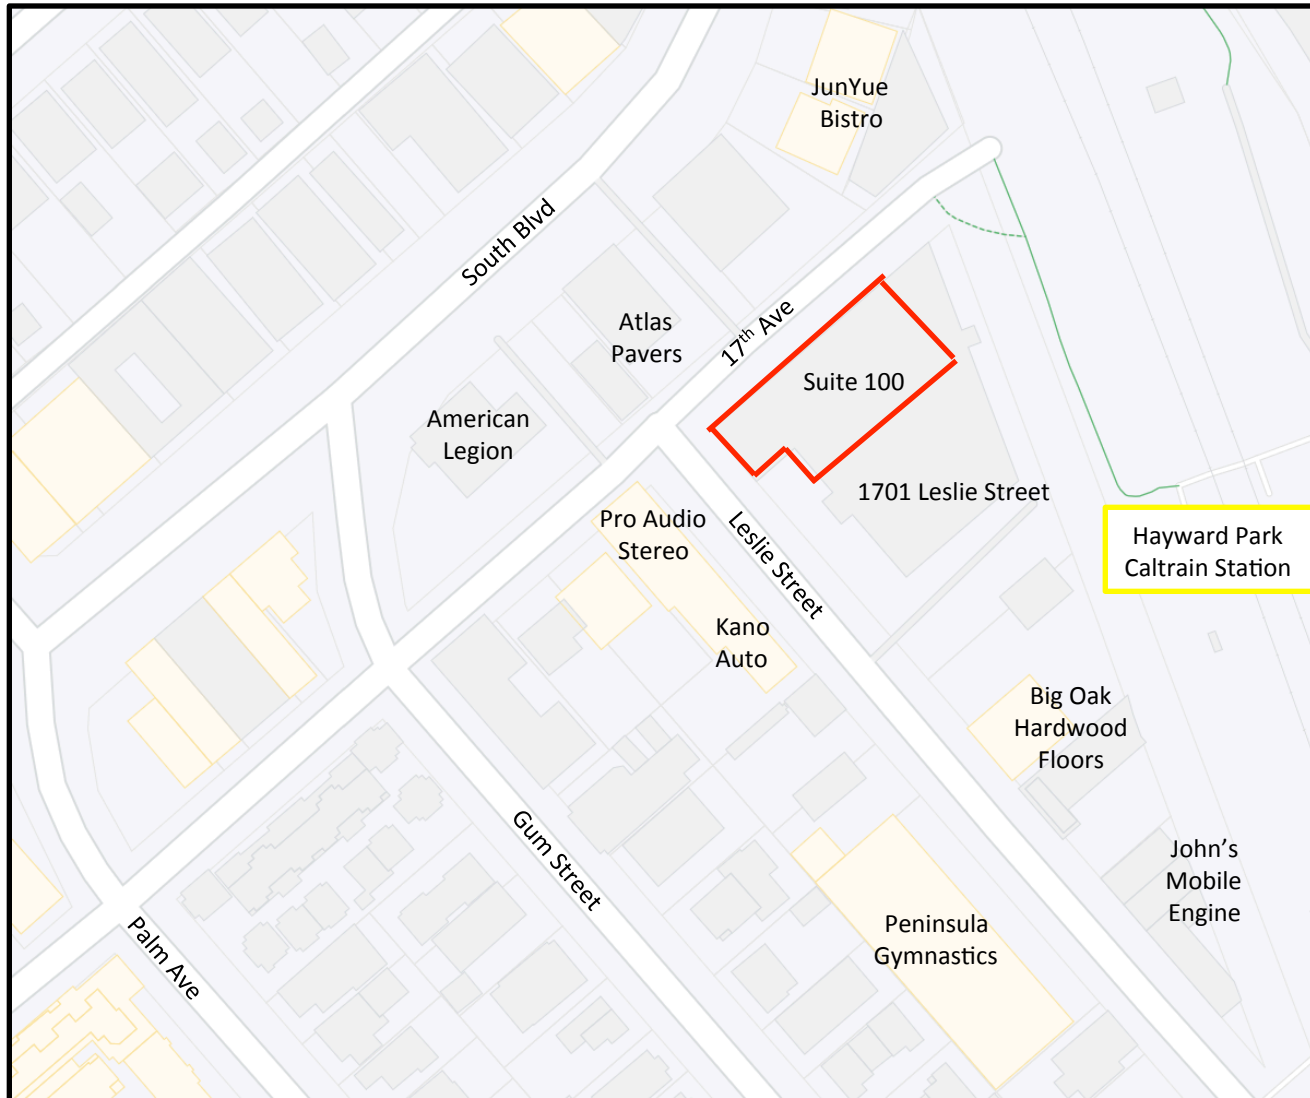 JunYue
Bistro
South Blvd
17th Ave
Atlas
Pavers
Suite 100
American
Legion
1701 Leslie Street
Pro Audio
Stereo
Leslie Street
Hayward Park
Caltrain Station
Kano
Auto
Big Oak
Hardwood
Floors
Gum Street
John's
Mobile
Engine
Peninsula
Gymnastics
Palm Ave